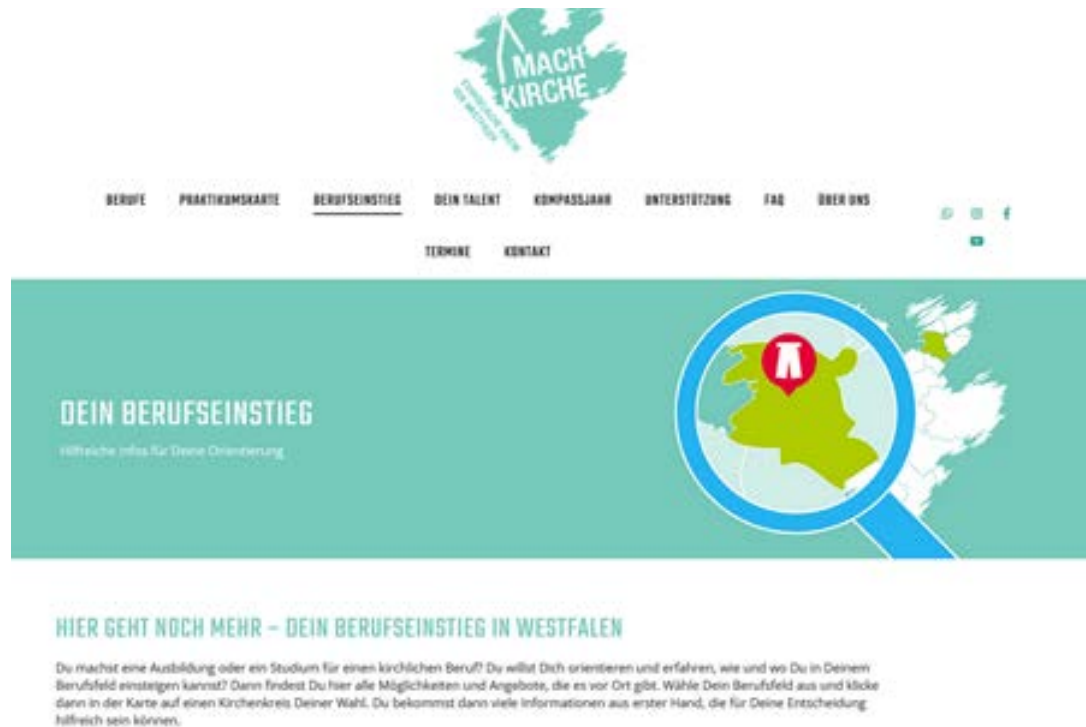 MACH
KIRCHE
BERUFE PRAKTIKUMSKARTE BERUFSEINSTIEG DEIN TALENT KOMPASSJAHR UNTERSTÜTZUNG FAQ ÜBER UNS
TERMINE KONTAKT
DEIN BERUFSEINSTIEG
Hilfreiche Infos für Deine Orientierung
HIER GEHT NOCH MEHR – DEIN BERUFSEINSTIEG IN WESTFALEN
Du machst eine Ausbildung oder ein Studium für einen kirchlichen Beruf? Du willst Dich orientieren und erfahren, wie und wo Du in Deinem
Berufsfeld einsteigen kannst? Dann findest Du hier alle Möglichkeiten und Angebote, die es vor Ort gibt. Wähle Dein Berufsfeld aus und klicke
dann in der Karte auf einen Kirchenkreis Deiner Wahl. Du bekommst dann viele Informationen aus erster Hand, die für Deine Entscheidung
hilfreich sein können.